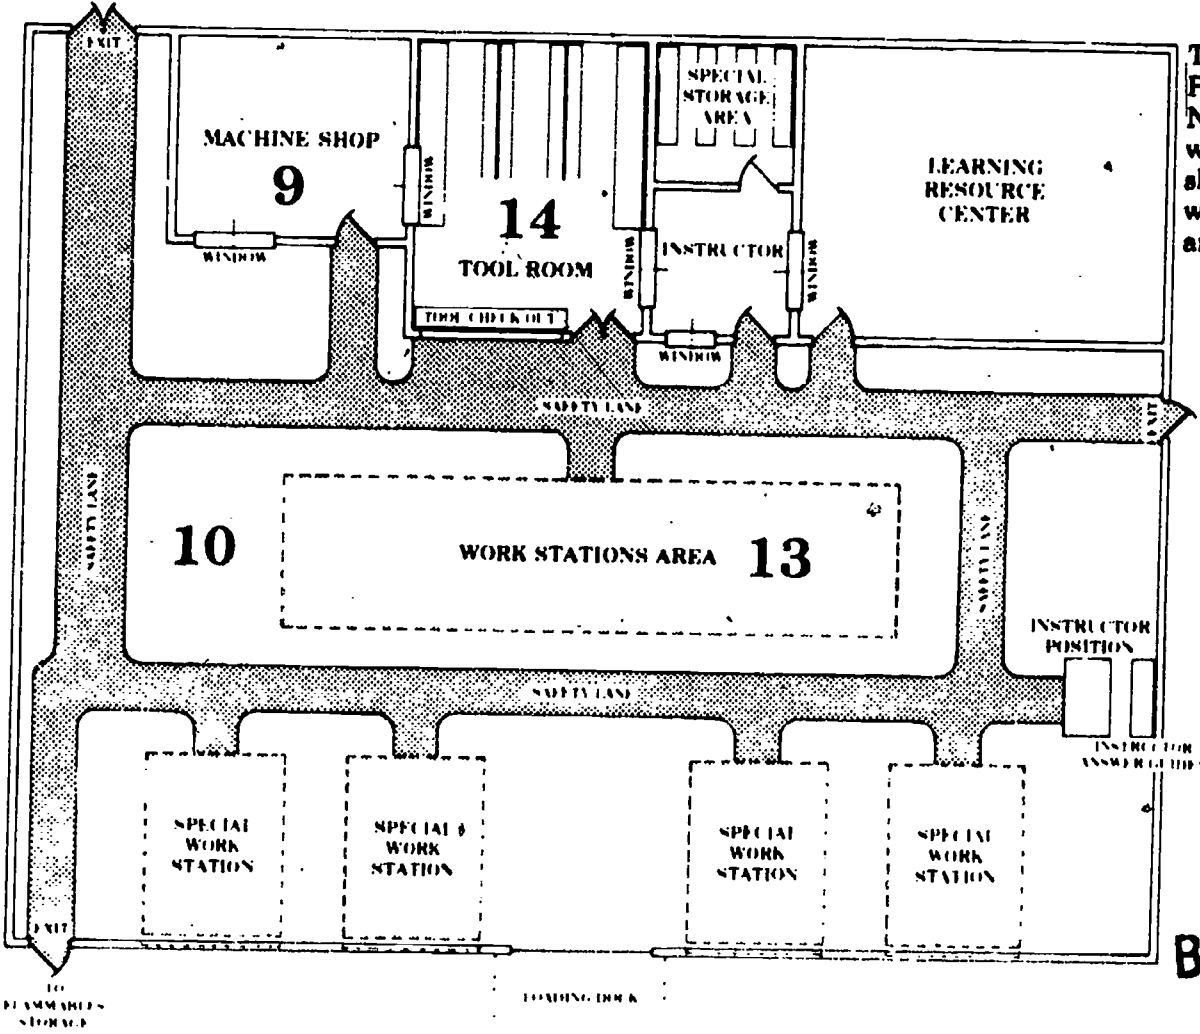 EXIT
MACHINE SHOP
9
WINDOW
WINDOW
14
TOOL ROOM
TOOL CHECK OUT
SPECIAL
STORAGE
AREA
WINDOW
INSTRUCTOR
WINDOW
WINDOW
LEARNING
RESOURCE
CENTER
SAFETY LANE
EXIT
SAFETY LANE
10
WORK STATIONS AREA
13
SAFETY LANE
INSTRUCTOR
POSITION
SAFETY LANE
INSTRUCTOR
ANSWER GUIDE
SPECIAL
WORK
STATION
SPECIAL
WORK
STATION
SPECIAL
WORK
STATION
SPECIAL
WORK
STATION
EXIT
TO
FLAMMABLES
STORAGE
LOADING DOCK
B